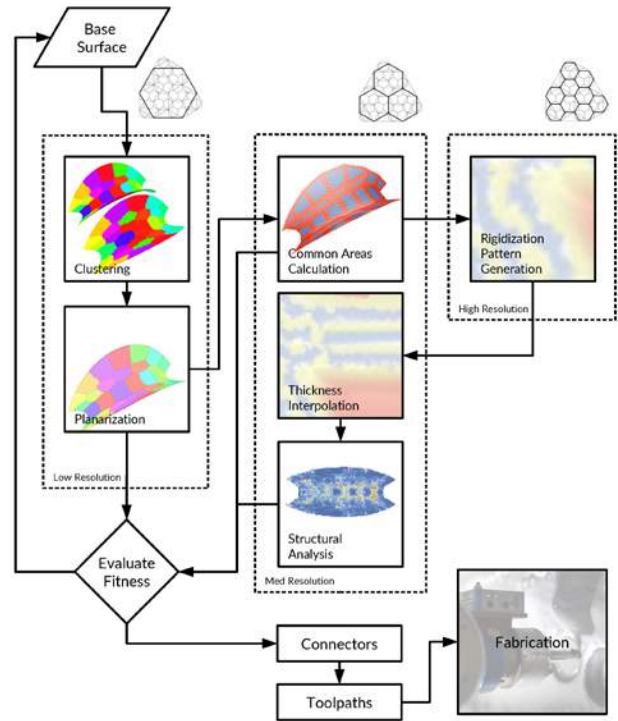 Base
Surface
Clustering
Planarization
Low Resolution
Common Areas
Calculation
Thickness
Interpolation
Structural
Analysis
Med Resolution
Rigidization
Pattern
Generation
High Resolution
Evaluate
Fitness
Connectors
Toolpaths
Fabrication